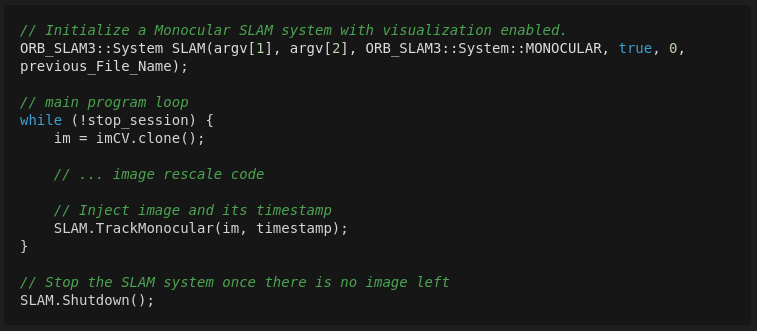 // Initialize a Monocular SLAM system with visualization enabled.
ORB_SLAM3::System SLAM(argv[1], argv[2], ORB_SLAM3::System::MONOCULAR, true, 0,
previous_File_Name);

// main program loop
while (!stop_session) {
    im = imCV.clone();

    // ... image rescale code

    // Inject image and its timestamp
    SLAM.TrackMonocular(im, timestamp);
}

// Stop the SLAM system once there is no image left
SLAM.Shutdown();